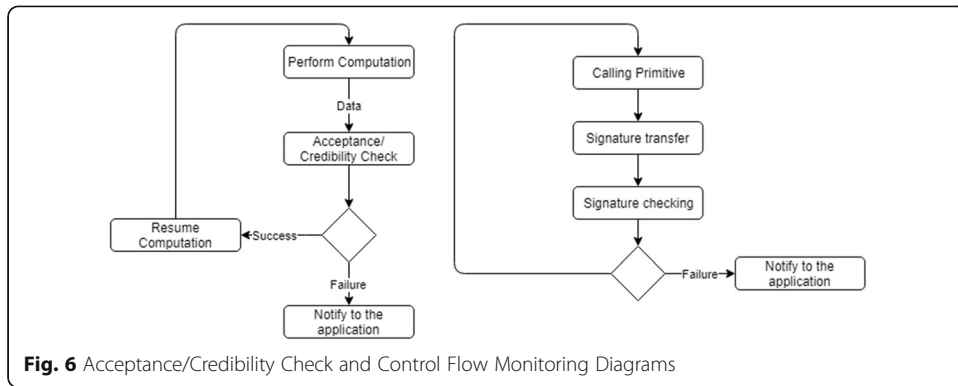 Perform Computation
Data
Acceptance/
Credibility Check
Success
Resume
Computation
Failure
Notify to the
application
Calling Primitive
Signature transfer
Signature checking
Failure
Notify to the
application
Fig. 6 Acceptance/Credibility Check and Control Flow Monitoring Diagrams